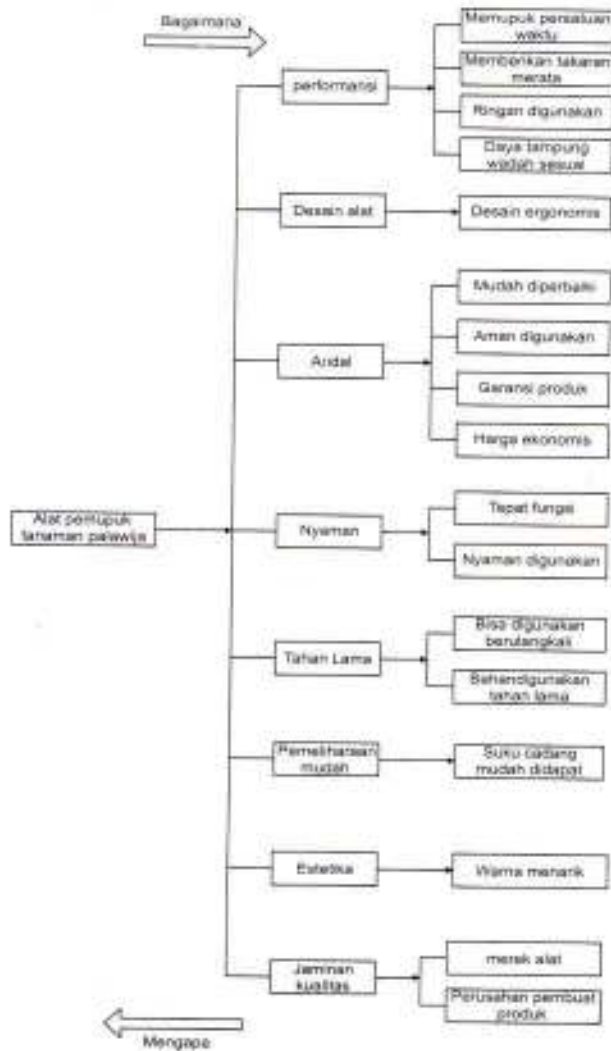 Bagaimana
Memupuk persatuan
waktu
Memberikan takaran
merata
performansi
Ringan digunakan
Daya tampung
wadah sesuai
Desain alat
Desain ergonomis
Mudah diperbaiki
Aman digunakan
Andal
Garansi produk
Harga ekonomis
Alat pemupuk
tanaman palawija
Nyaman
Tepat fungsi
Nyaman digunakan
Bisa digunakan
berulangkali
Tahan Lama
Bahandigunakan
tahan lama
Pemeliharaan
mudah
Suku cadang
mudah didapat
Estetika
Warna menarik
Jaminan
kualitas
merek alat
Perusahan pembuat
produk
Mengapa